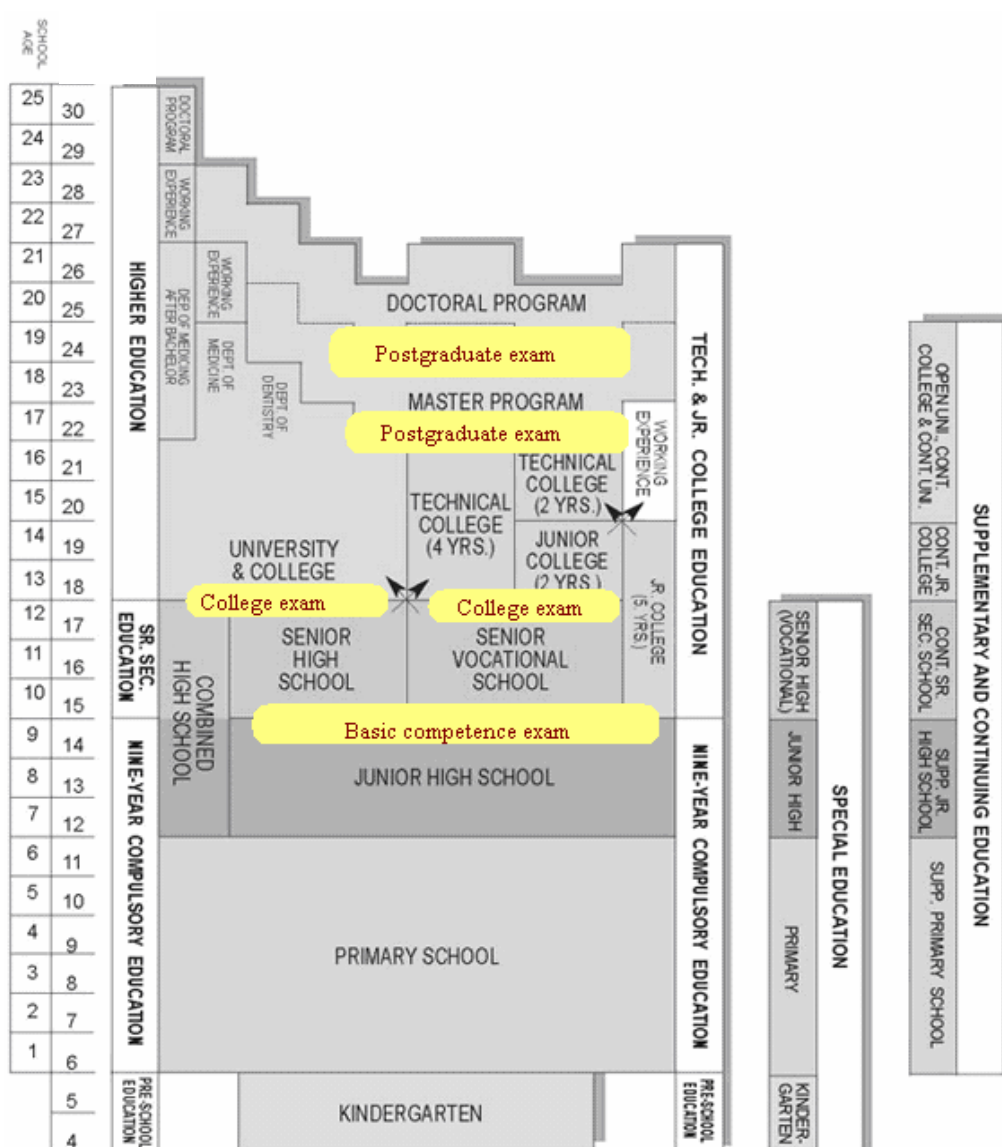 SCHOOL
AGE
25
30
24
29
23
28
22
27
21
26
20
25
19
24
18
23
17
22
16
21
15
20
14
19
13
18
12
17
11
16
10
15
9
14
8
13
7
12
6
11
5
10
4
9
3
8
2
7
1
6
5
4
HIGHER EDUCATION
SR. SEC.
EDUCATION
NINE-YEAR COMPULSORY EDUCATION
PRE-SCHOOL
EDUCATION
DOCTORAL
PROGRAM
WORKING
EXPERIENCE
DEP OF MEDICING
AFTER BACHELOR
WORKING
EXPERIENCE
DEPT. OF
MEDICINE
DEPT. OF
DENTISTRY
DOCTORAL PROGRAM
Postgraduate exam
MASTER PROGRAM
Postgraduate exam
WORKING
EXPERIENCE
TECHNICAL
COLLEGE
(2 YRS.)
TECHNICAL
COLLEGE
(4 YRS.)
JUNIOR
COLLEGE
(2 YRS.)
UNIVERSITY
& COLLEGE
JR. COLLEGE
(5. YRS.)
College exam
College exam
SENIOR
HIGH
SCHOOL
SENIOR
VOCATIONAL
SCHOOL
COMBINED
HIGH SCHOOL
Basic competence exam
JUNIOR HIGH SCHOOL
PRIMARY SCHOOL
KINDERGARTEN
TECH. & JR. COLLEGE EDUCATION
NINE-YEAR COMPULSORY EDUCATION
PRE-SCHOOL
EDUCATION
SENIOR HIGH
(VOCATIONAL)
JUNIOR HIGH
PRIMARY
KINDER-
GARTEN
SPECIAL EDUCATION
OPEN UNI., CONT.
COLLEGE & CONT. UNI.
CONT. JR.
COLLEGE
CONT. SR.
SEC. SCHOOL
SUPP. JR.
HIGH SCHOOL
SUPP. PRIMARY SCHOOL
SUPPLEMENTARY AND CONTINUING EDUCATION